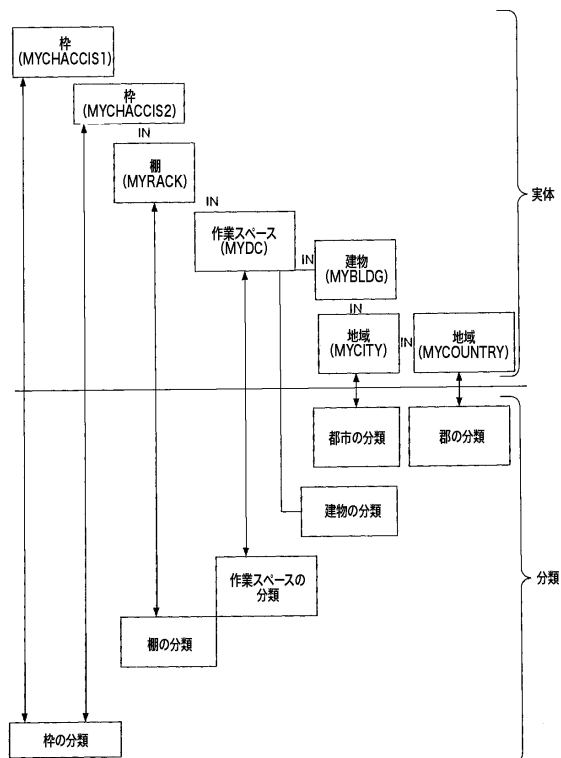 枠
(MYCHACCIS1)
枠
(MYCHACCIS2)
IN
棚
(MYRACK)
IN
作業スペース
(MYDC)
IN
建物
(MYBLDG)
IN
地域
(MYCITY)
IN
地域
(MYCOUNTRY)
実体
都市の分類
郡の分類
建物の分類
作業スペースの
分類
棚の分類
枠の分類
分類